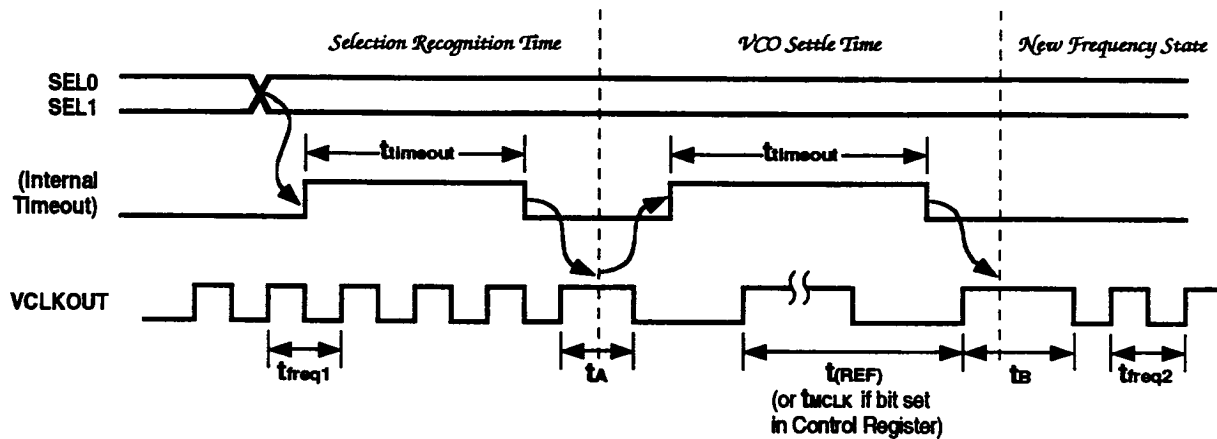 Selection Recognition Time
VCO Settle Time
New Frequency State
SEL0
SEL1
ttimeout
ttimeout
(Internal
Timeout)
VCLKOUT
tfreq1
tA
t(REF)
(or tMCLK if bit set
in Control Register)
tB
tfreq2